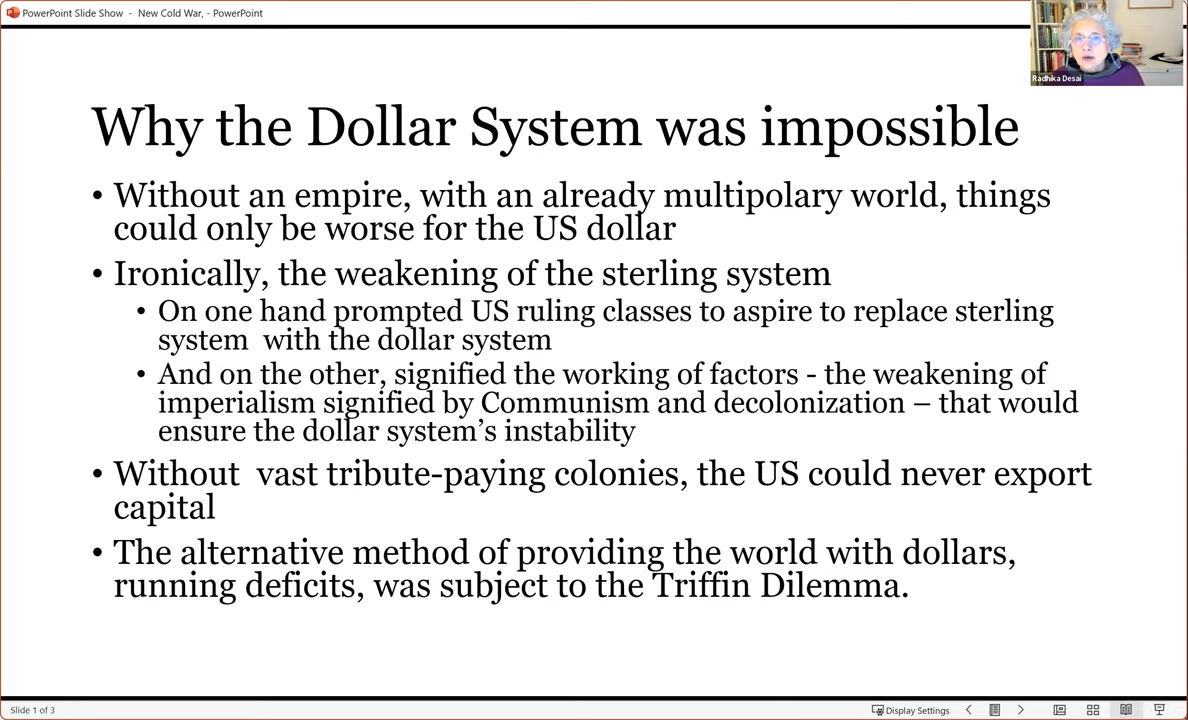 PowerPoint Slide Show - New Cold War, - PowerPoint
Radhika Desai
Why the Dollar System was impossible
• Without an empire, with an already multipolary world, things
could only be worse for the US dollar
• Ironically, the weakening of the sterling system
• On one hand prompted US ruling classes to aspire to replace sterling
system with the dollar system
• And on the other, signified the working of factors - the weakening of
imperialism signified by Communism and decolonization – that would
ensure the dollar system’s instability
• Without vast tribute-paying colonies, the US could never export
capital
• The alternative method of providing the world with dollars,
running deficits, was subject to the Triffin Dilemma.
Slide 1 of 3
Display Settings